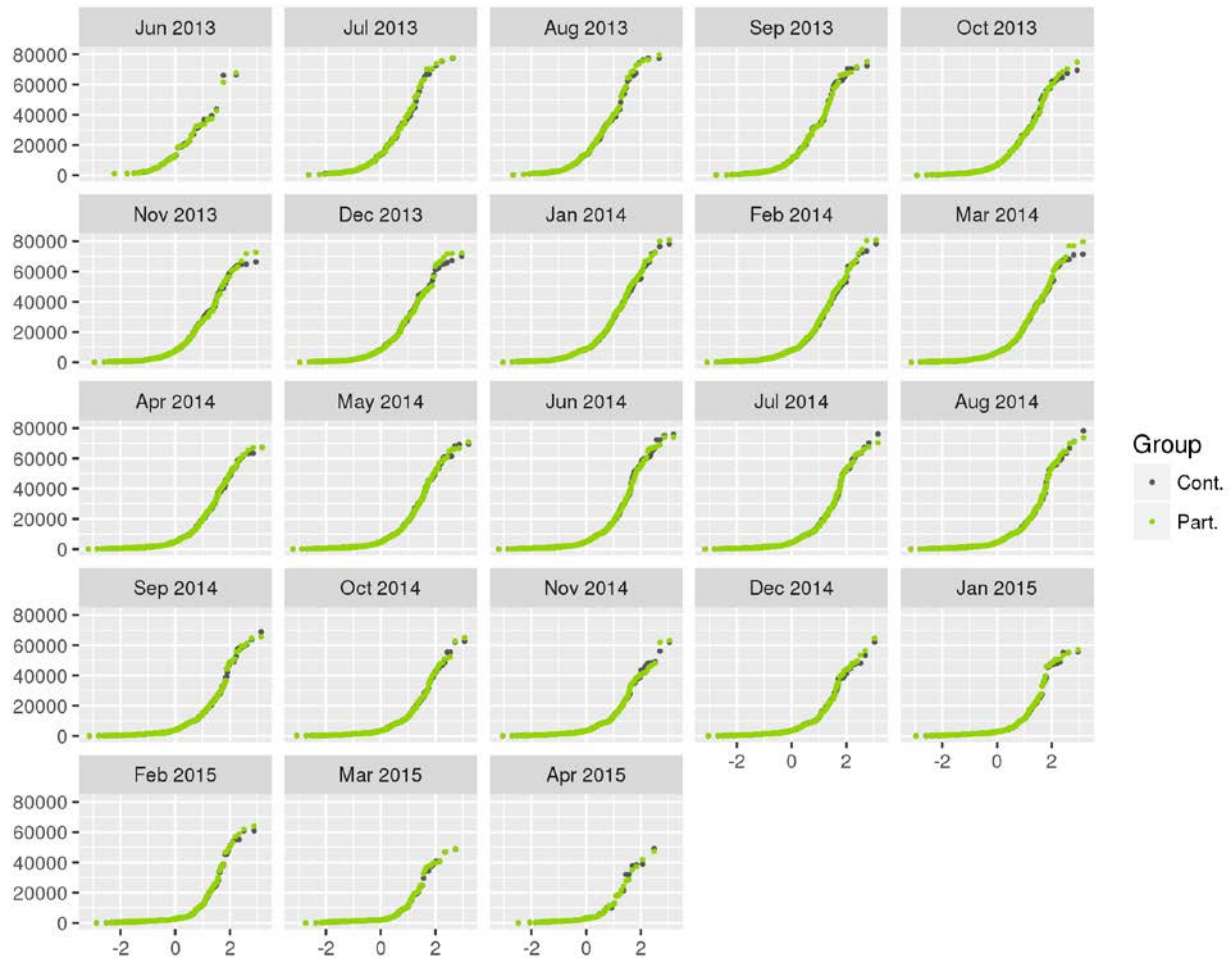 Jun 2013 Jul 2013 Aug 2013 Sep 2013 Oct 2013
80000
60000
40000
20000
0
Nov 2013 Dec 2013 Jan 2014 Feb 2014 Mar 2014
80000
60000
40000
20000
0
Apr 2014 May 2014 Jun 2014 Jul 2014 Aug 2014
80000
60000
40000
20000
0
Group
Cont.
Part.
Sep 2014 Oct 2014 Nov 2014 Dec 2014 Jan 2015
80000
60000
40000
20000
0
-2 0 2 -2 0 2
Feb 2015 Mar 2015 Apr 2015
80000
60000
40000
20000
0
-2 0 2 -2 0 2 -2 0 2